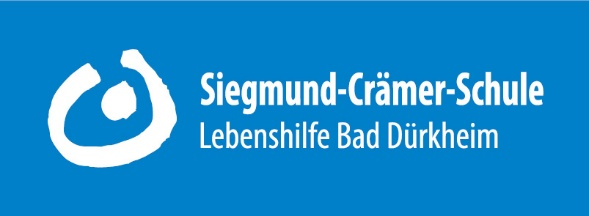 Siegmund-Crämer-Schule
Lebenshilfe Bad Dürkheim